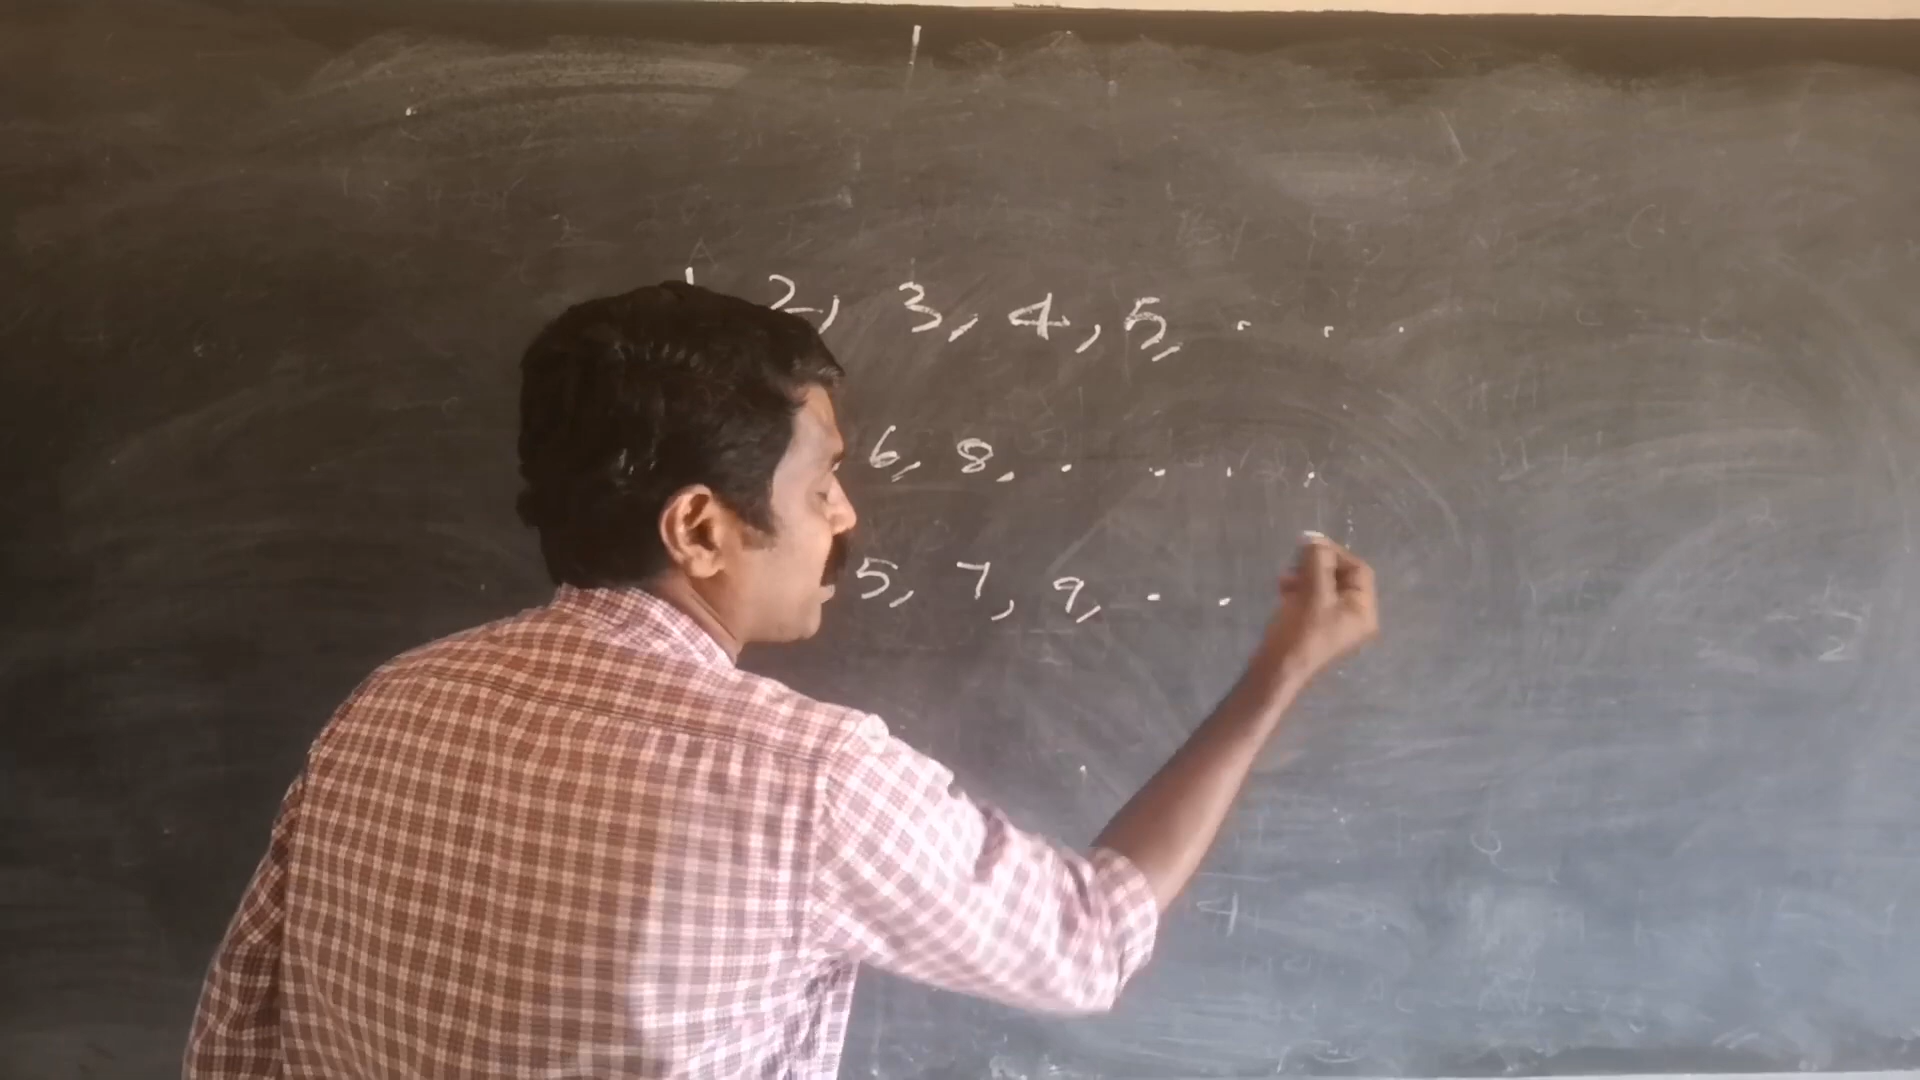 2, 3, 4, 5, . . .
6, 8, . . . .
5, 7, 9, . .